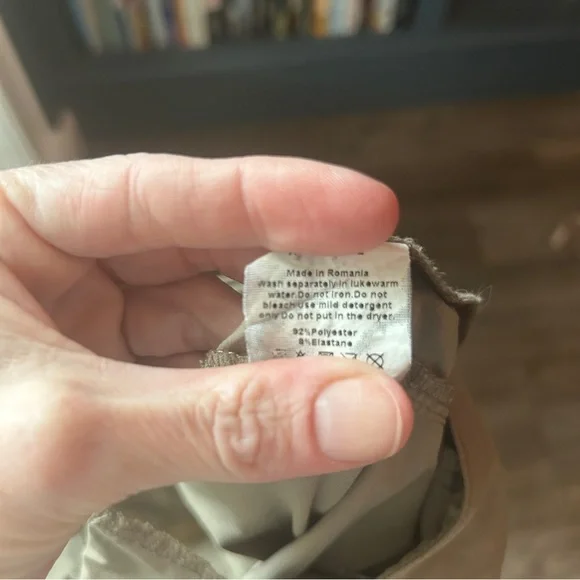 Made in Romania
wash separately in lukewarm
water.Do not iron.Do not
bleach use mild detergent
only Do not put in the dryer.
92%Polyester
8%Elastane